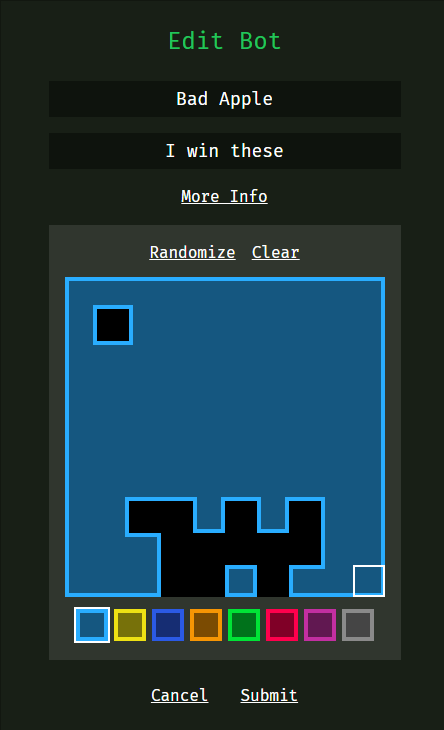 Edit Bot
Bad Apple
I win these
More Info
Randomize Clear
Cancel Submit